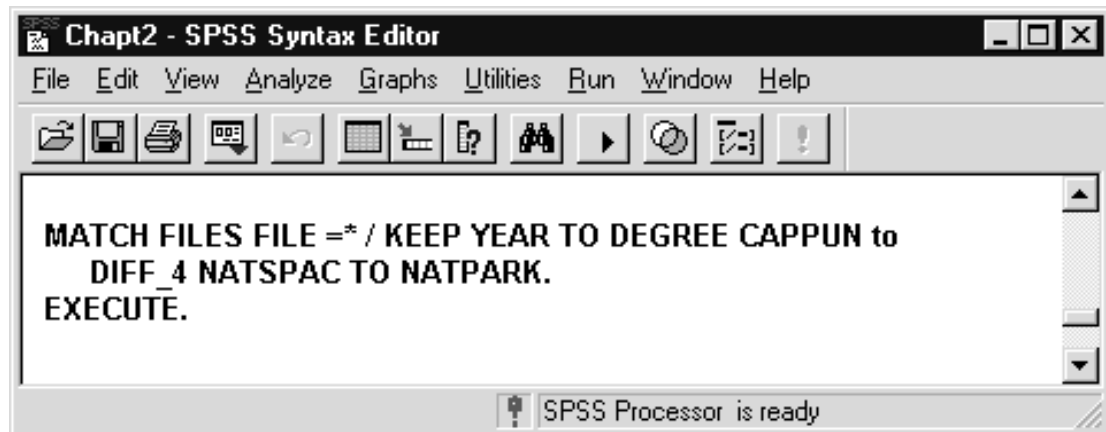 Chapt2 - SPSS Syntax Editor
File Edit View Analyze Graphs Utilities Run Window Help
MATCH FILES FILE =* / KEEP YEAR TO DEGREE CAPPUN to
DIFF_4 NATSPAC TO NATPARK.
EXECUTE.
SPSS Processor is ready